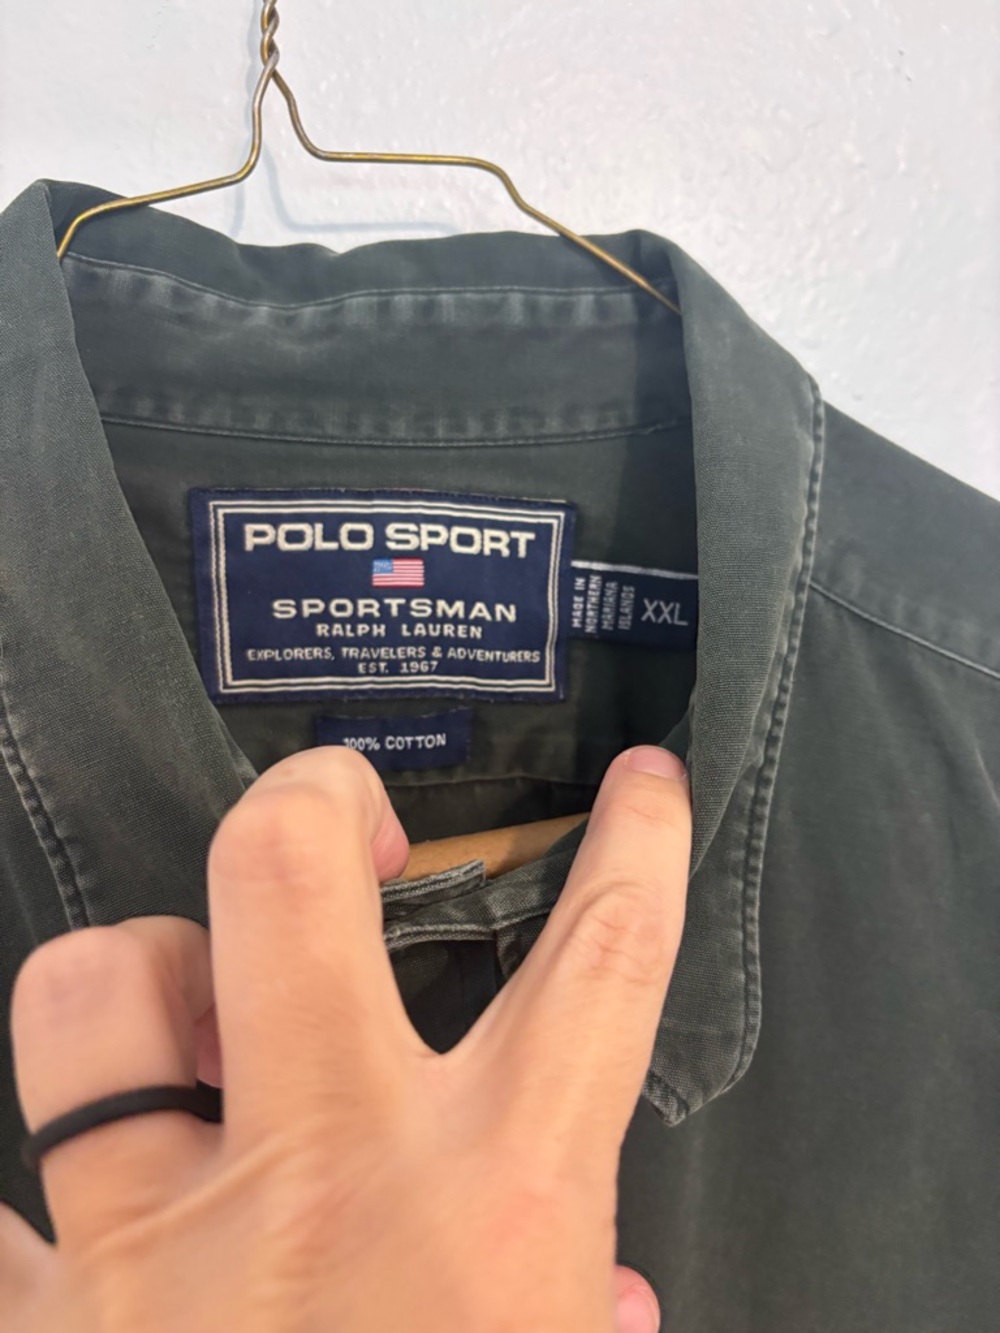 POLO SPORT
SPORTSMAN
RALPH LAUREN
EXPLORERS, TRAVELERS & ADVENTURERS
EST. 1967
MADE IN
NORTHERN
MARIANA
ISLANDS
XXL
100% COTTON